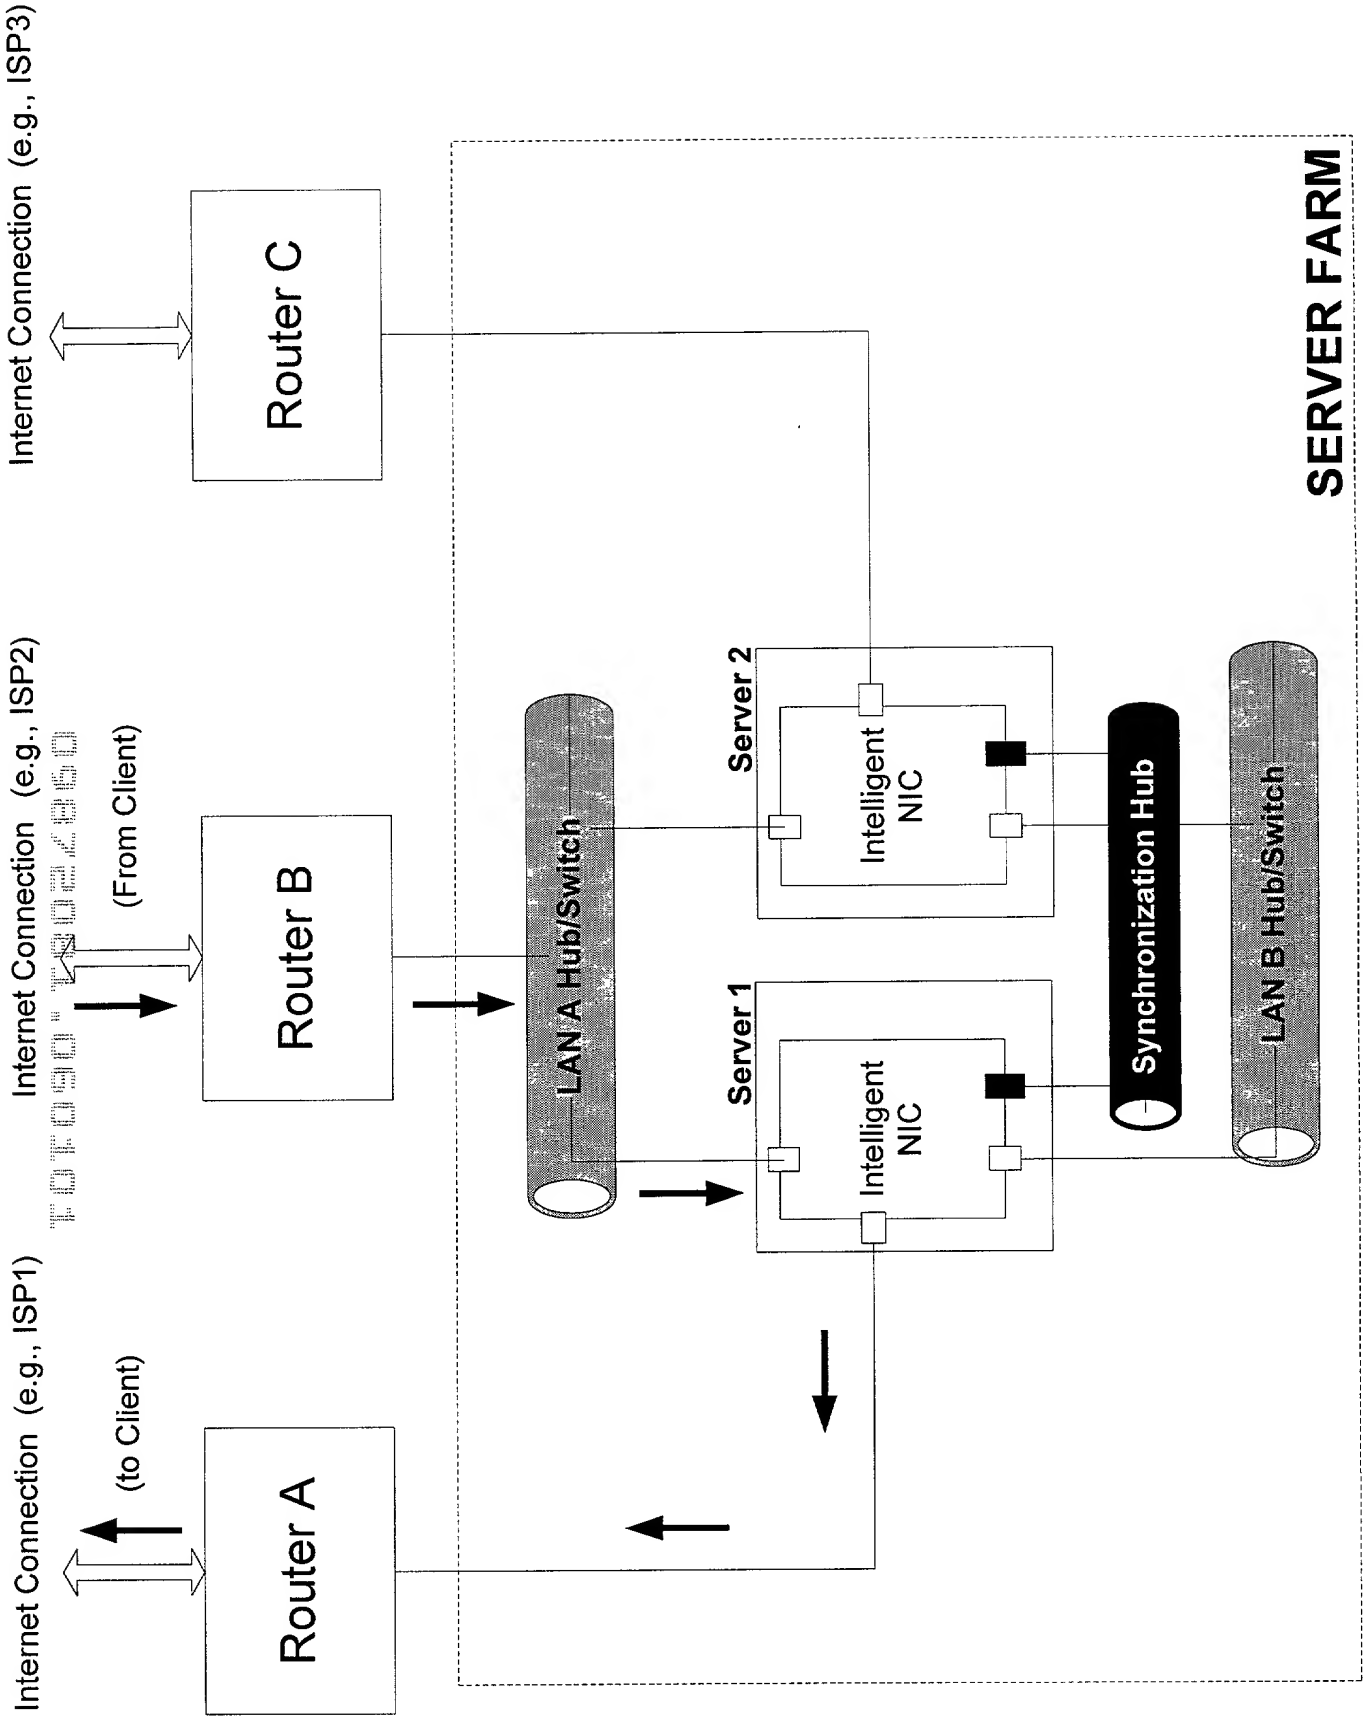 Internet Connection (e.g., ISP1)
(to Client)
Router A
Internet Connection (e.g., ISP2)
(From Client)
Router B
Internet Connection (e.g., ISP3)
Router C
LAN A Hub/Switch
Server 1
Intelligent
NIC
Server 2
Intelligent
NIC
Synchronization Hub
LAN B Hub/Switch
SERVER FARM